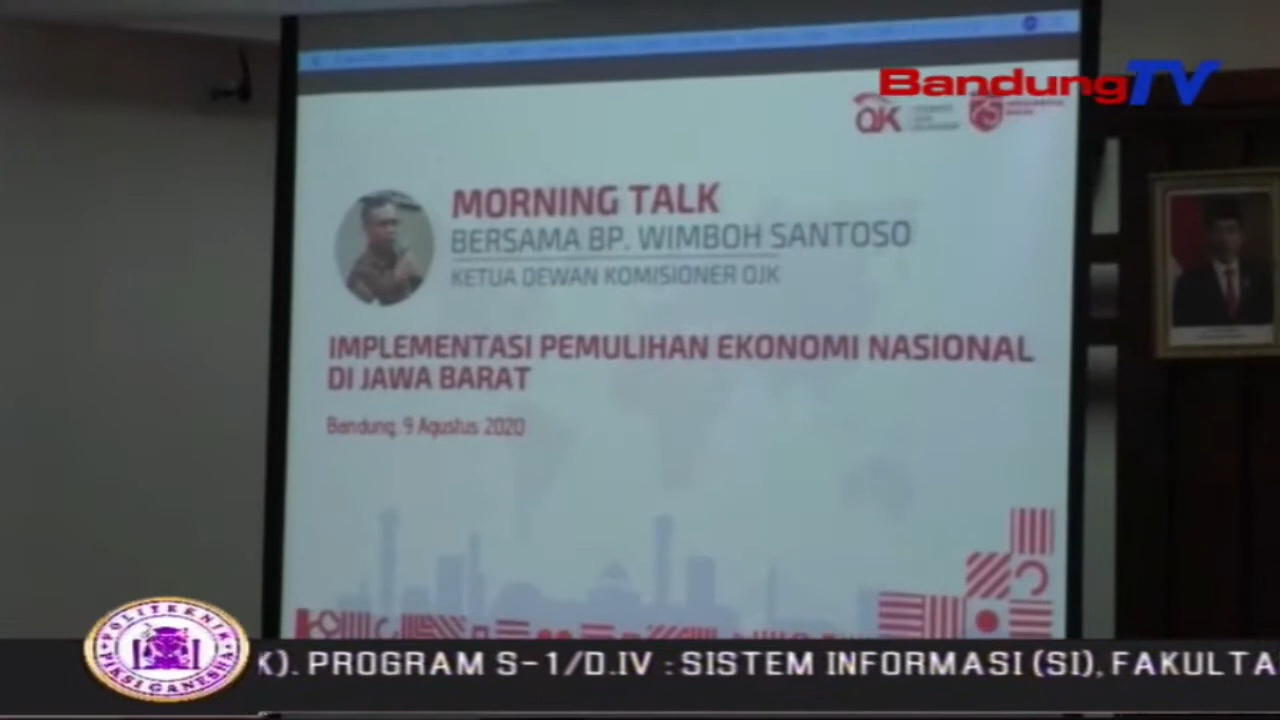 BandungTV
OJK
MORNING TALK
BERSAMA BP. WIMBOH SANTOSO
KETUA DEWAN KOMISIONER OJK
IMPLEMENTASI PEMULIHAN EKONOMI NASIONAL
DI JAWA BARAT
Bandung, 9 Agustus 2020
POLITEKNIK
PIKSI GANESHA
K). PROGRAM S-1/D.IV : SISTEM INFORMASI (SI), FAKULTA